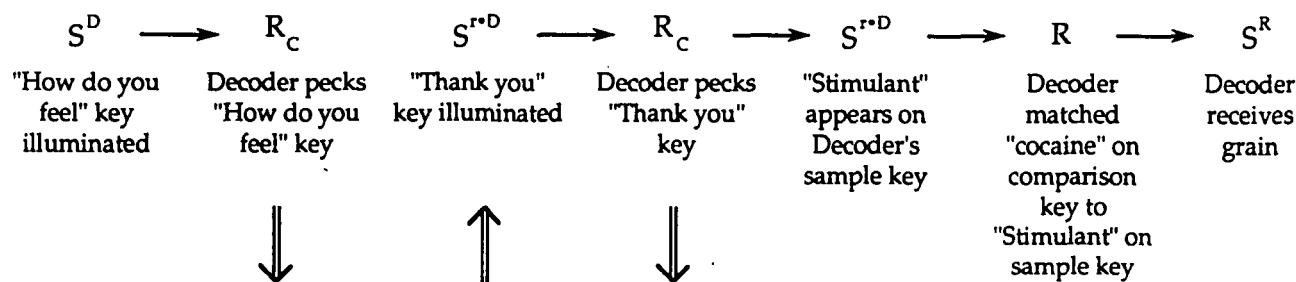 S^D → R_C → S^r•D → R_C → S^r•D → R → S^R
"How do you
feel" key
illuminated
Decoder pecks
"How do you
feel" key
"Thank you"
key illuminated
Decoder pecks
"Thank you"
key
"Stimulant"
appears on
Decoder's
sample key
Decoder
matched
"cocaine" on
comparison
key to
"Stimulant" on
sample key
Decoder
receives
grain